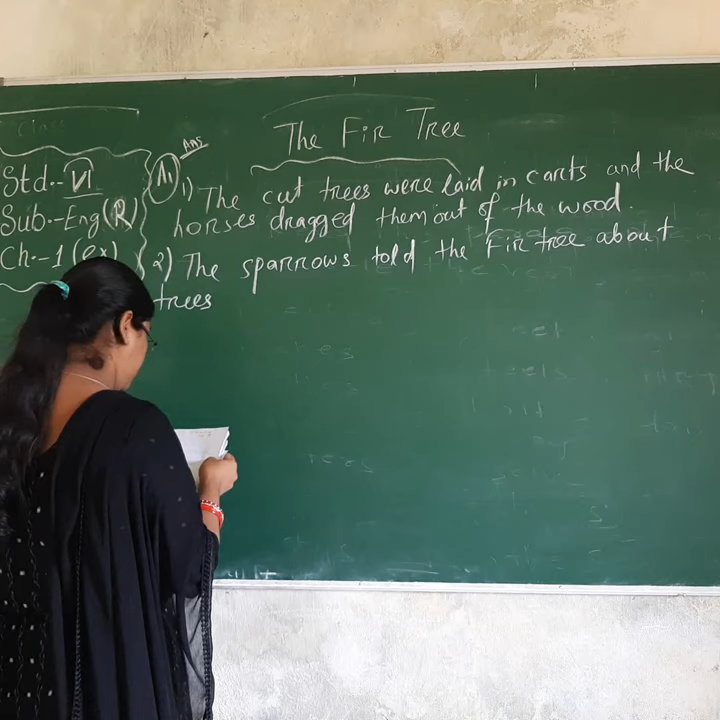 Class
The Fir Tree
Std.- VI
Sub.- Eng (R)
Ch.- 1 (ex)
Ans
A1
1) The cut trees were laid in carts and the
horses dragged them out of the wood.
2) The sparrows told the Fir tree about
trees